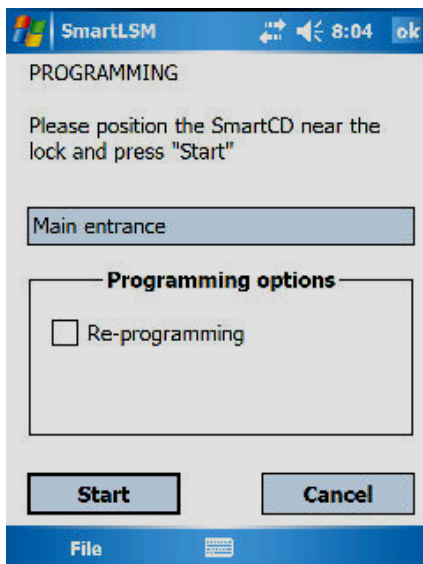 SmartLSM 8:04 ok
PROGRAMMING
Please position the SmartCD near the
lock and press "Start"
Main entrance
Programming options
Re-programming
Start Cancel
File